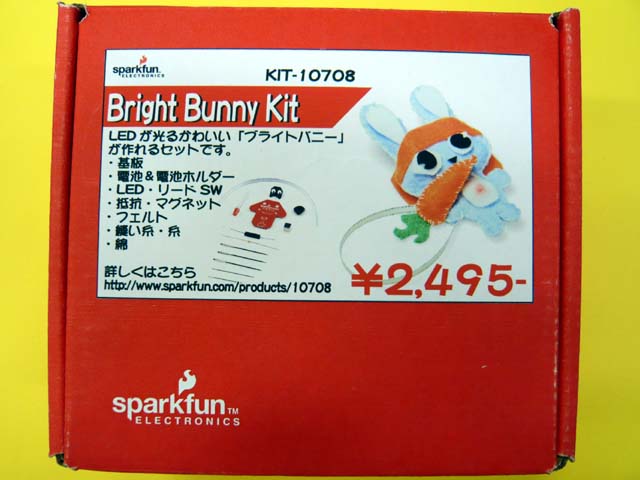 sparkfun
ELECTRONICS
KIT-10708
Bright Bunny Kit
LEDが光るかわいい「ブライトバニー」
が作れるセットです。
・基板
・電池&電池ホルダー
・LED・リードSW
・抵抗・マグネット
・フェルト
・縫い糸・糸
・綿
詳しくはこちら
http://www.sparkfun.com/products/10708
¥2,495-
sparkfun™
ELECTRONICS